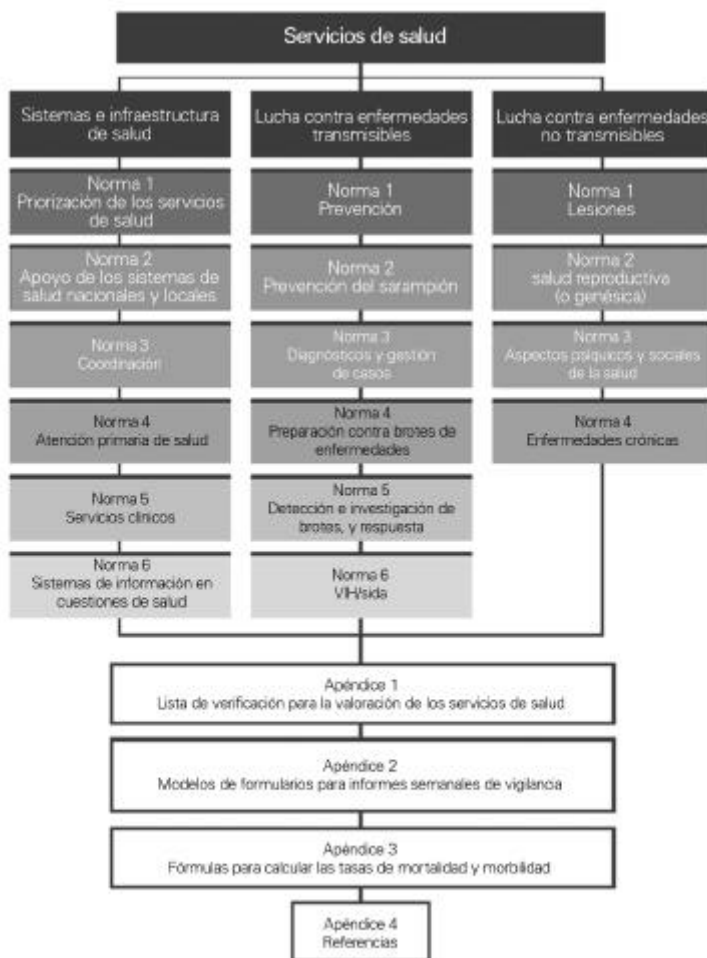 Servicios de salud
Sistemas e infraestructura
de salud
Norma 1
Priorización de los servicios
de salud
Norma 2
Apoyo de los sistemas de
salud nacionales y locales
Norma 3
Coordinación
Norma 4
Atención primaria de salud
Norma 5
Servicios clínicos
Norma 6
Sistemas de información en
cuestiones de salud
Lucha contra enfermedades
transmisibles
Norma 1
Prevención
Norma 2
Prevención del sarampión
Norma 3
Diagnósticos y gestión
de casos
Norma 4
Preparación contra brotes de
enfermedades
Norma 5
Detección e investigación de
brotes, y respuesta
Norma 6
VIH/sida
Lucha contra enfermedades
no transmisibles
Norma 1
Lesiones
Norma 2
salud reproductiva
(o genésica)
Norma 3
Aspectos psíquicos y sociales
de la salud
Norma 4
Enfermedades crónicas
Apéndice 1
Lista de verificación para la valoración de los servicios de salud
Apéndice 2
Modelos de formularios para informes semanales de vigilancia
Apéndice 3
Fórmulas para calcular las tasas de mortalidad y morbilidad
Apéndice 4
Referencias